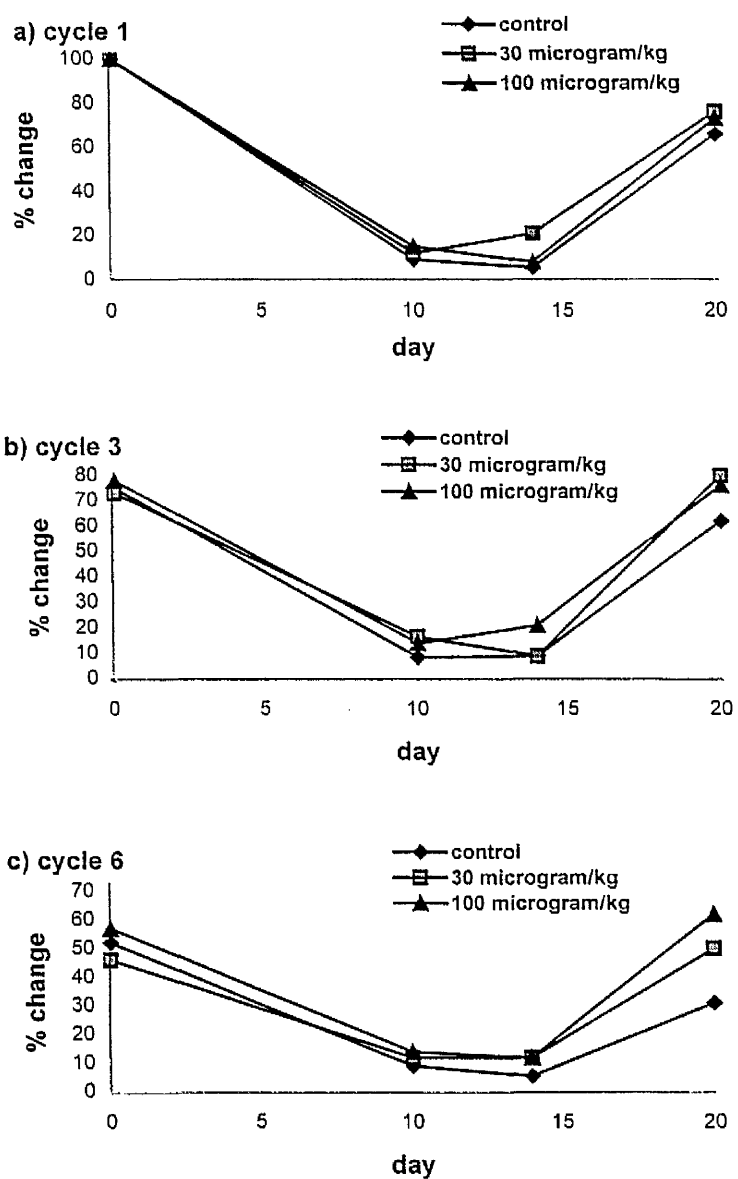 a) cycle 1
control
30 microgram/kg
100 microgram/kg
% change
100
80
60
40
20
0
0 5 10 15 20
day
b) cycle 3
control
30 microgram/kg
100 microgram/kg
% change
80
70
60
50
40
30
20
10
0
0 5 10 15 20
day
c) cycle 6
control
30 microgram/kg
100 microgram/kg
% change
70
60
50
40
30
20
10
0
0 5 10 15 20
day